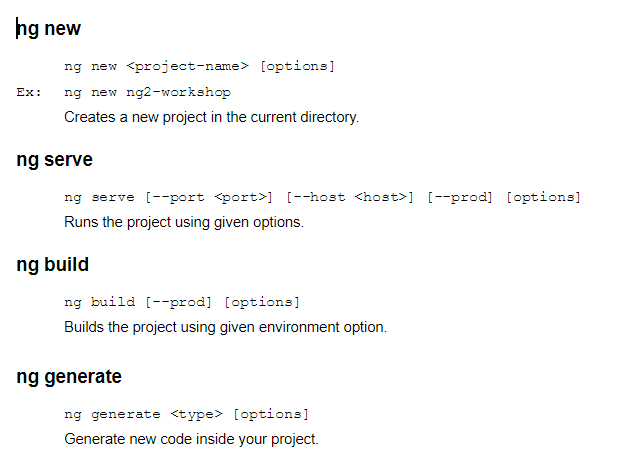 ng new
ng new <project-name> [options]
Ex: ng new ng2-workshop
Creates a new project in the current directory.
ng serve
ng serve [--port <port>] [--host <host>] [--prod] [options]
Runs the project using given options.
ng build
ng build [--prod] [options]
Builds the project using given environment option.
ng generate
ng generate <type> [options]
Generate new code inside your project.